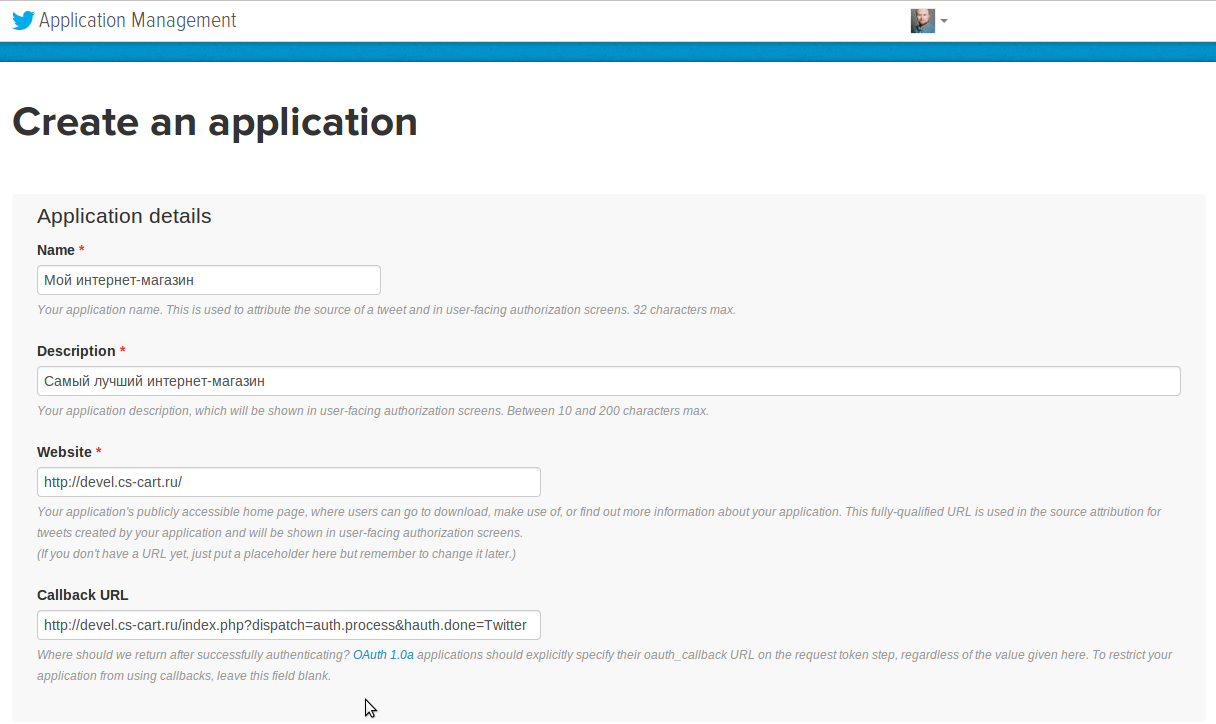 Application Management
Create an application
Application details
Name *
Мой интернет-магазин
Your application name. This is used to attribute the source of a tweet and in user-facing authorization screens. 32 characters max.
Description *
Самый лучший интернет-магазин
Your application description, which will be shown in user-facing authorization screens. Between 10 and 200 characters max.
Website *
http://devel.cs-cart.ru/
Your application's publicly accessible home page, where users can go to download, make use of, or find out more information about your application. This fully-qualified URL is used in the source attribution for
tweets created by your application and will be shown in user-facing authorization screens.
(If you don't have a URL yet, just put a placeholder here but remember to change it later.)
Callback URL
http://devel.cs-cart.ru/index.php?dispatch=auth.process&hauth.done=Twitter
Where should we return after successfully authenticating? OAuth 1.0a applications should explicitly specify their oauth_callback URL on the request token step, regardless of the value given here. To restrict your
application from using callbacks, leave this field blank.